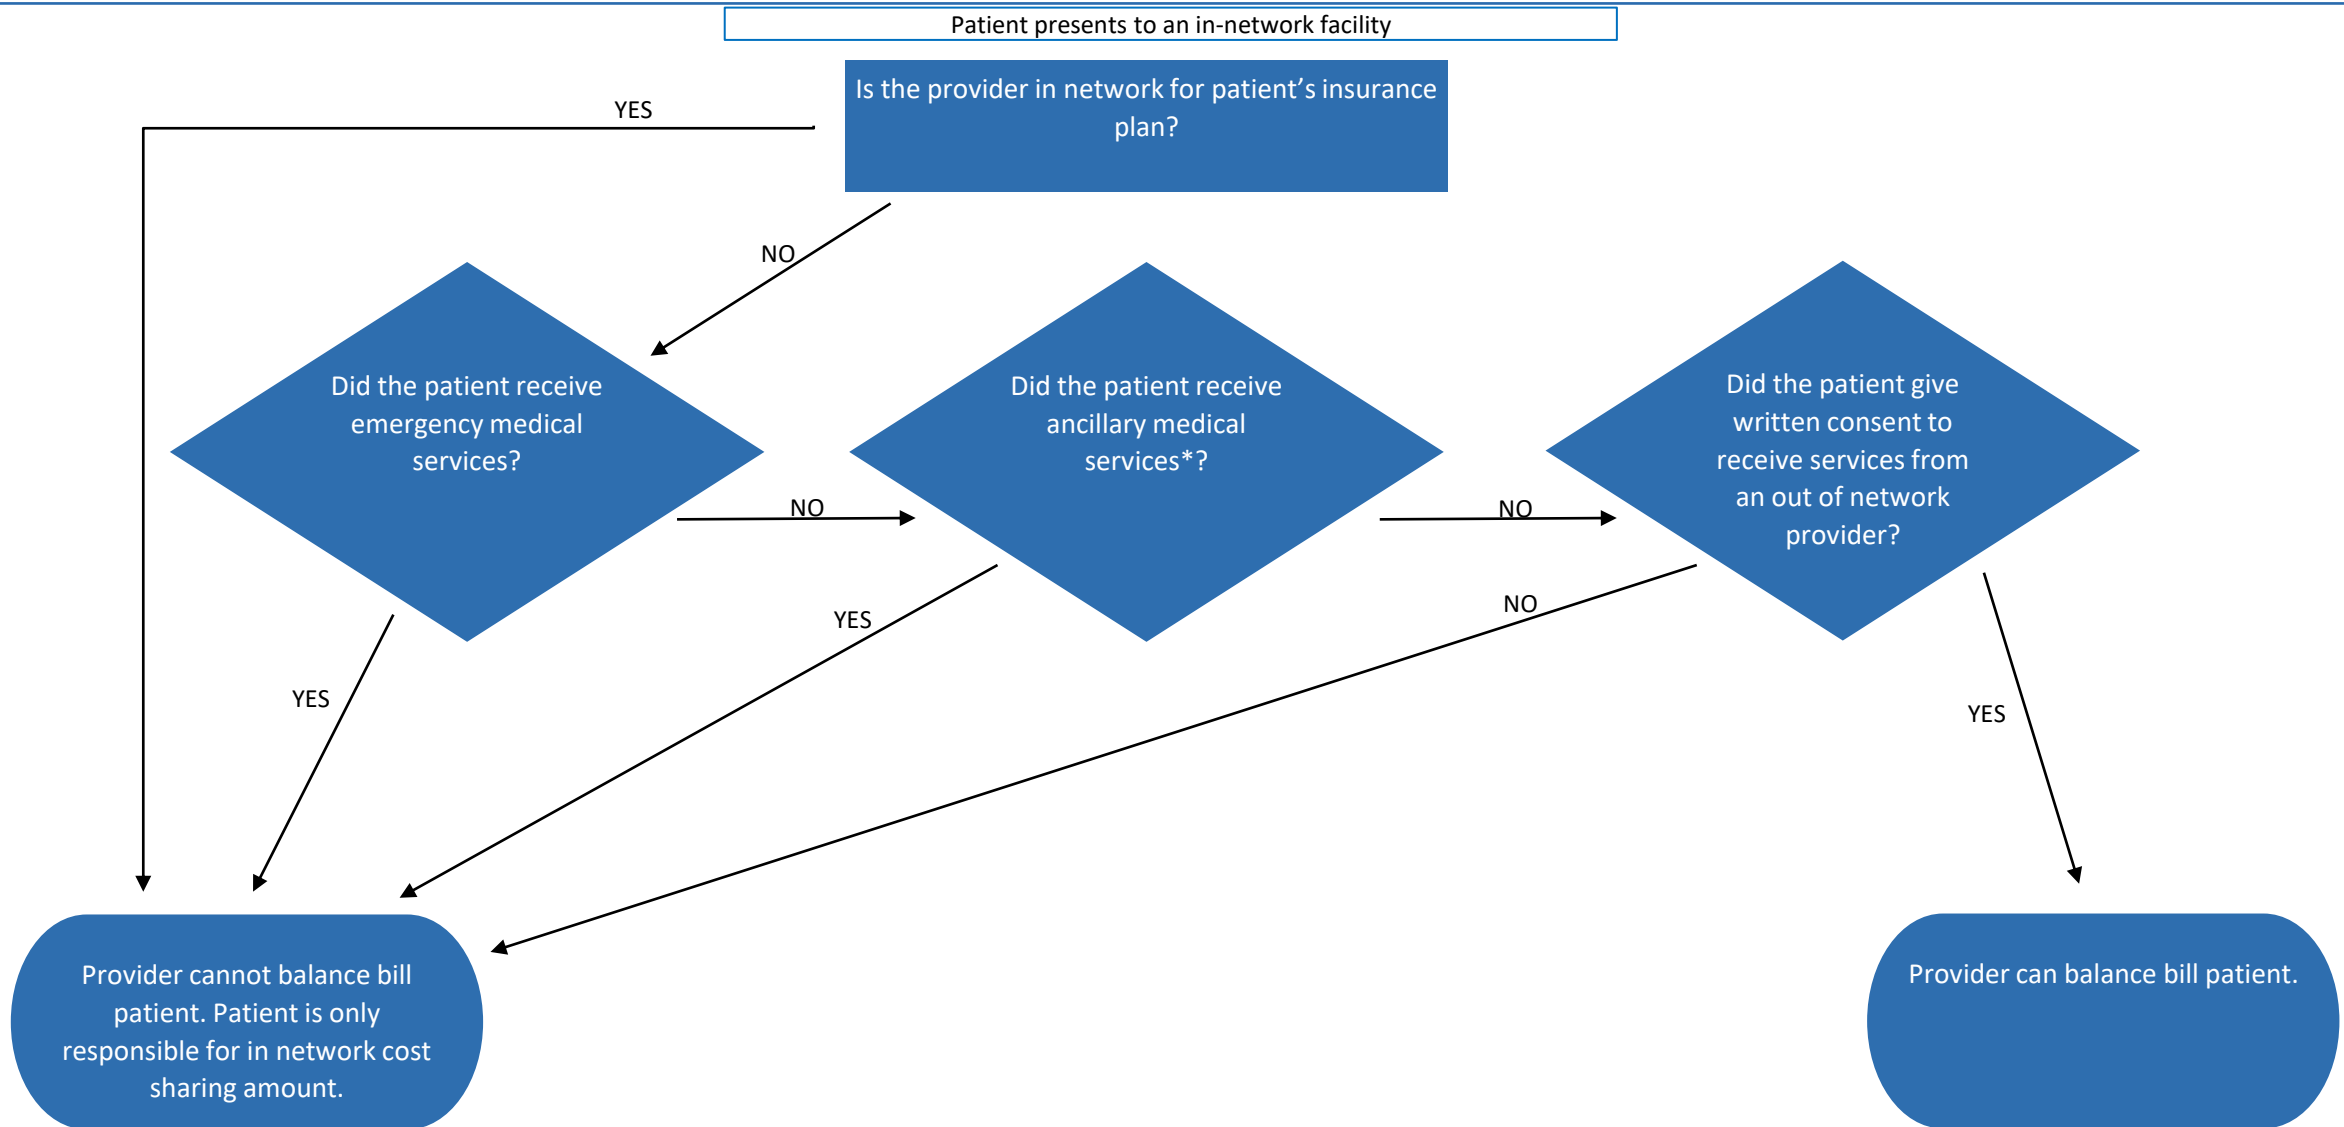 Patient presents to an in-network facility
Is the provider in network for patient’s insurance
plan?
YES
NO
Did the patient receive
emergency medical
services?
NO
Did the patient receive
ancillary medical
services*?
NO
Did the patient give
written consent to
receive services from
an out of network
provider?
YES
YES
NO
YES
Provider cannot balance bill
patient. Patient is only
responsible for in network cost
sharing amount.
Provider can balance bill patient.